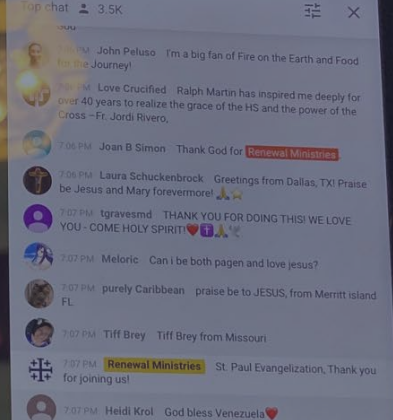 Top chat 3.5K
John Peluso I'm a big fan of Fire on the Earth and Food
for the Journey!
Love Crucified Ralph Martin has inspired me deeply for
over 40 years to realize the grace of the HS and the power of the
Cross ~Fr. Jordi Rivero,
7:06 PM Joan B Simon Thank God for Renewal Ministries.
7:06 PM Laura Schuckenbrock Greetings from Dallas, TX! Praise
be Jesus and Mary forevermore! 🙏⭐
7:07 PM tgravesmd THANK YOU FOR DOING THIS! WE LOVE
YOU - COME HOLY SPIRIT!❤️✝️🙏🕊️
7:07 PM Meloric Can i be both pagen and love jesus?
7:07 PM purely Caribbean praise be to JESUS, from Merritt island
FL
7:07 PM Tiff Brey Tiff Brey from Missouri
7:07 PM Renewal Ministries St. Paul Evangelization, Thank you
for joining us!
7:07 PM Heidi Krol God bless Venezuela❤️